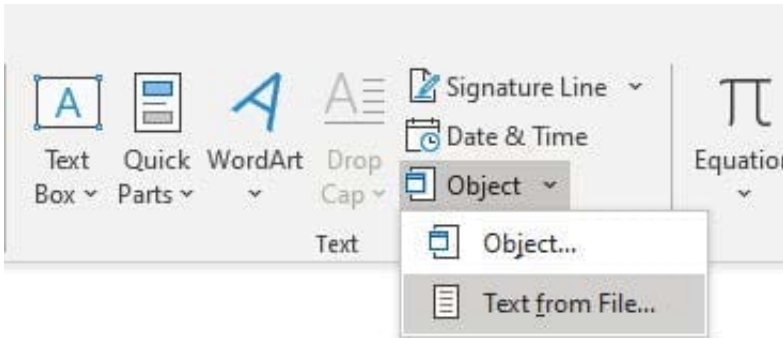 A
Text
Box
Quick
Parts
WordArt
A
Drop
Cap
Signature Line
Date & Time
Object
Text
π
Equation
Object...
Text from File...